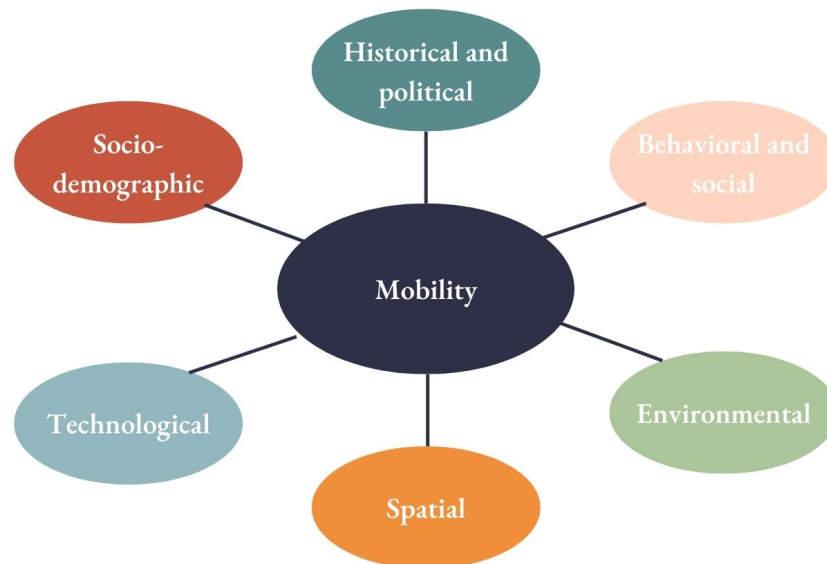 Historical and
political
Socio-
demographic
Behavioral and
social
Mobility
Technological
Environmental
Spatial